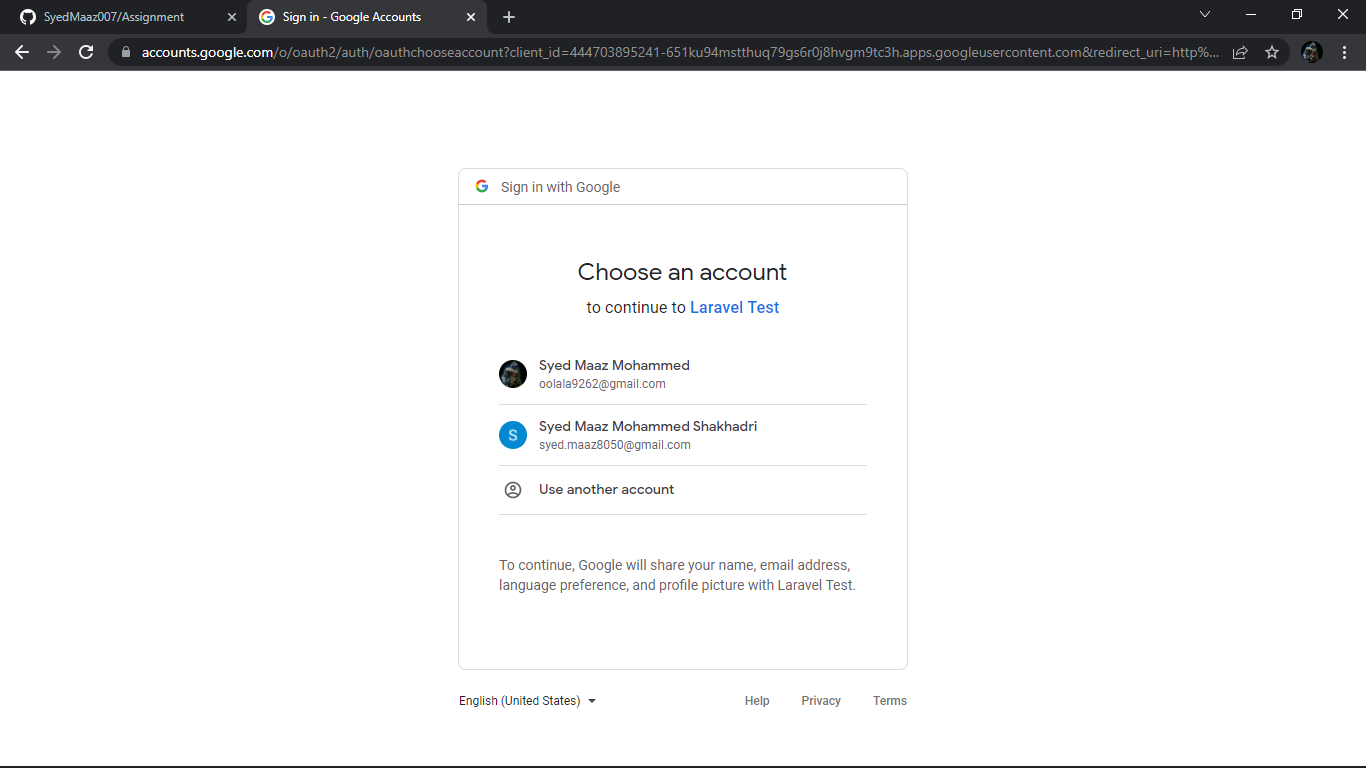 SyedMaaz007/Assignment
Sign in - Google Accounts
accounts.google.com/o/oauth2/auth/oauthchooseaccount?client_id=444703895241-651ku94mstthuq79gs6r0j8hvgm9tc3h.apps.googleusercontent.com&redirect_uri=http%...
Sign in with Google
Choose an account
to continue to Laravel Test
Syed Maaz Mohammed
oolala9262@gmail.com
S
Syed Maaz Mohammed Shakhadri
syed.maaz8050@gmail.com
Use another account
To continue, Google will share your name, email address,
language preference, and profile picture with Laravel Test.
English (United States)
Help
Privacy
Terms